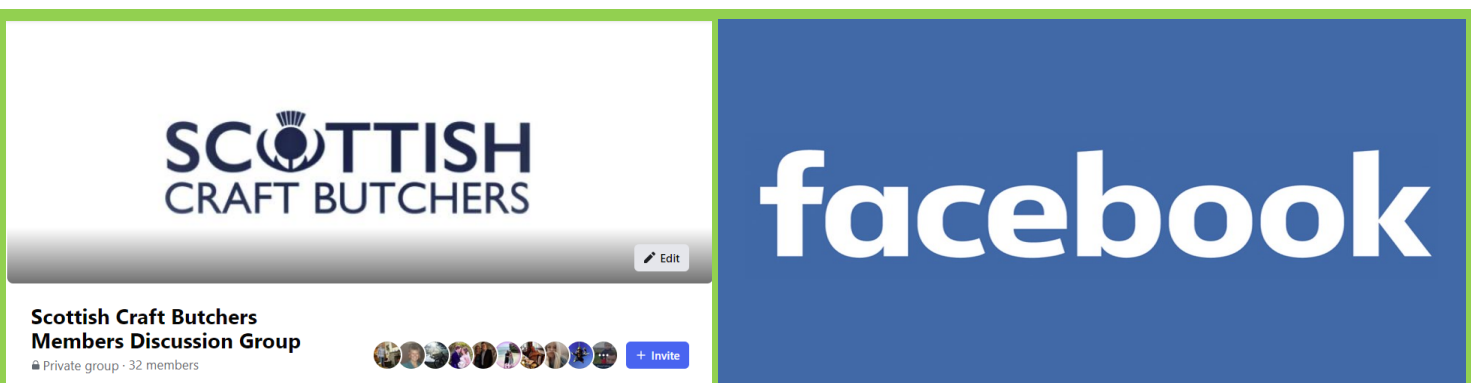 SCOTTISH
CRAFT BUTCHERS
Edit
Scottish Craft Butchers
Members Discussion Group
Private group · 32 members
+ Invite
facebook